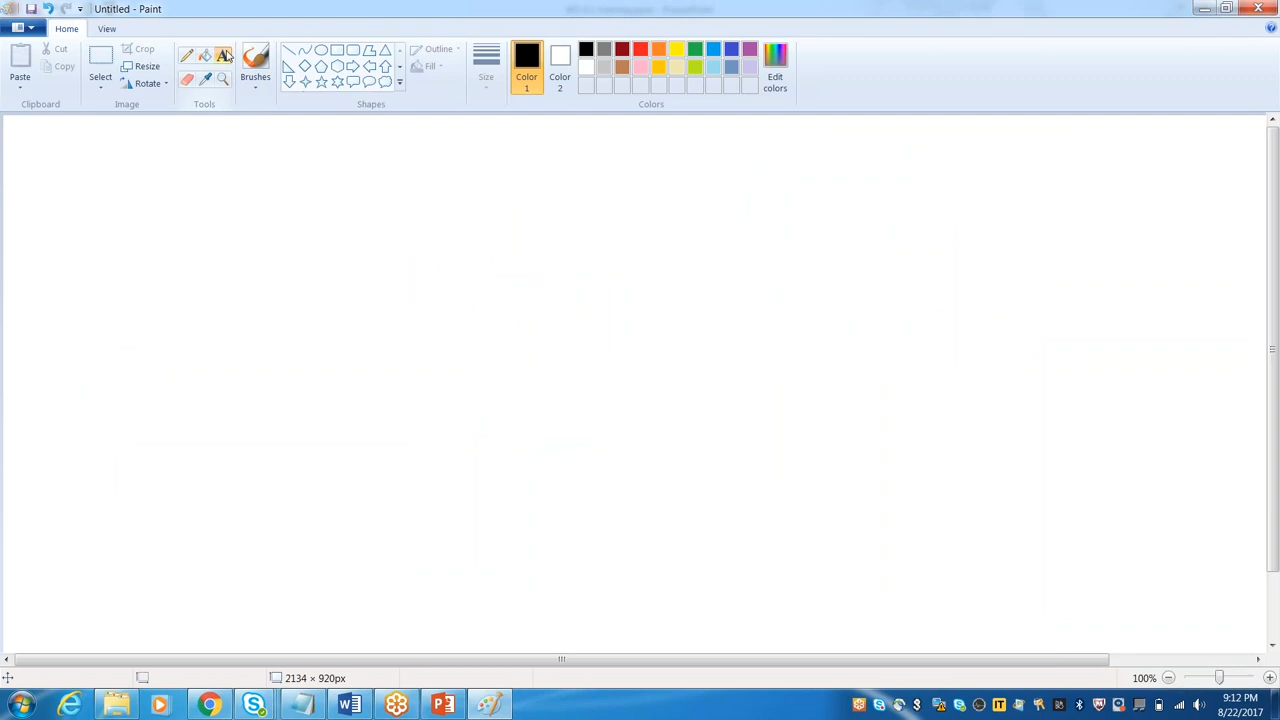 Untitled - Paint
Home
View
Paste
Cut
Copy
Clipboard
Select
Crop
Resize
Rotate
Image
A
Tools
Brushes
Outline
Fill
Shapes
Size
Color 1
Color 2
Edit colors
Colors
2134 × 920px
100%
9:12 PM
8/22/2017